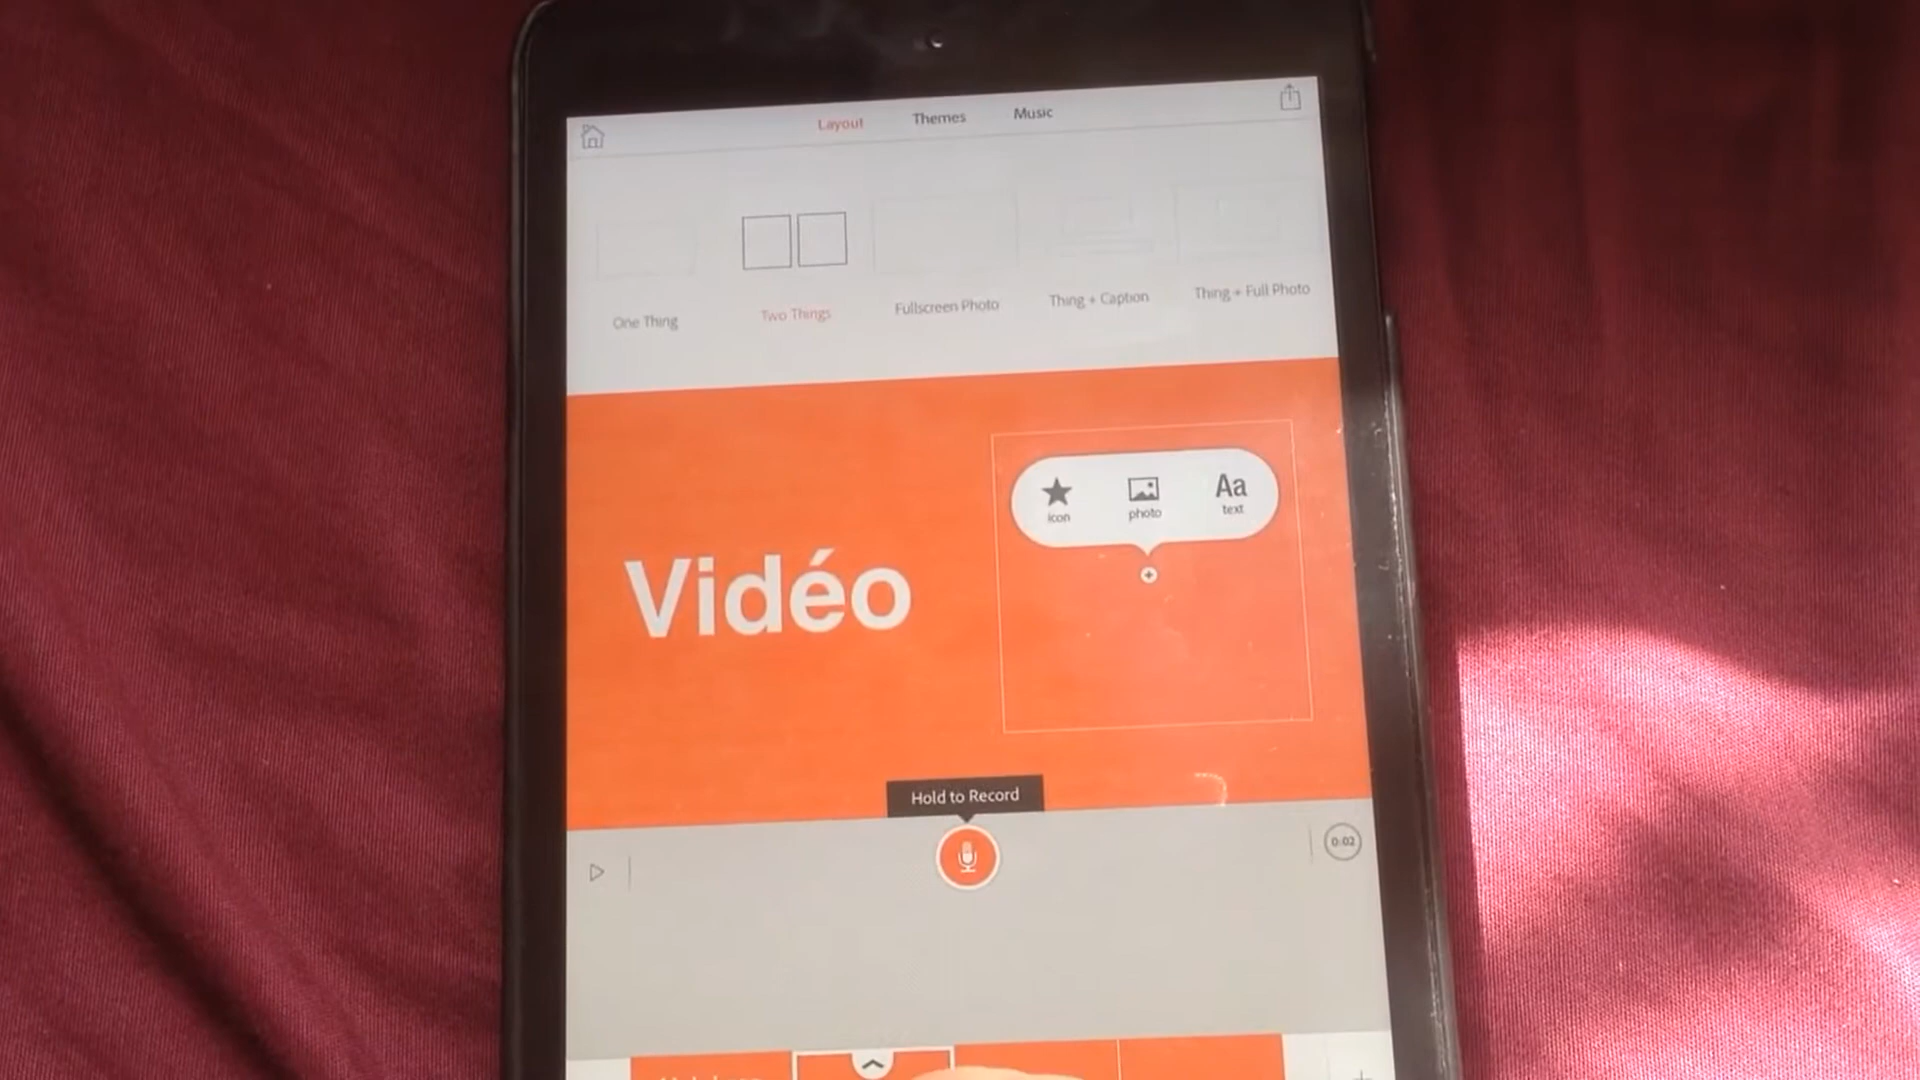 Layout
Themes
Music
One Thing
Two Things
Fullscreen Photo
Thing + Caption
Thing + Full Photo
icon
photo
Aa
text
Vidéo
Hold to Record
0:02